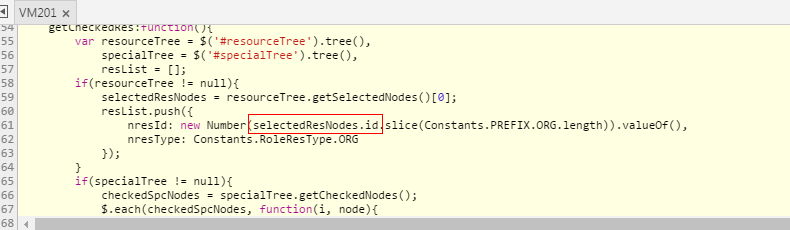 VM201 ×
54 getCheckedRes:function(){
55 var resourceTree = $('#resourceTree').tree(),
56 specialTree = $('#specialTree').tree(),
57 resList = [];
58 if(resourceTree != null){
59 selectedResNodes = resourceTree.getSelectedNodes()[0];
60 resList.push({
61 nresId: new Number(selectedResNodes.id.slice(Constants.PREFIX.ORG.length)).valueOf(),
62 nresType: Constants.RoleResType.ORG
63 });
64 }
65 if(specialTree != null){
66 checkedSpcNodes = specialTree.getCheckedNodes();
67 $.each(checkedSpcNodes, function(i, node){
68